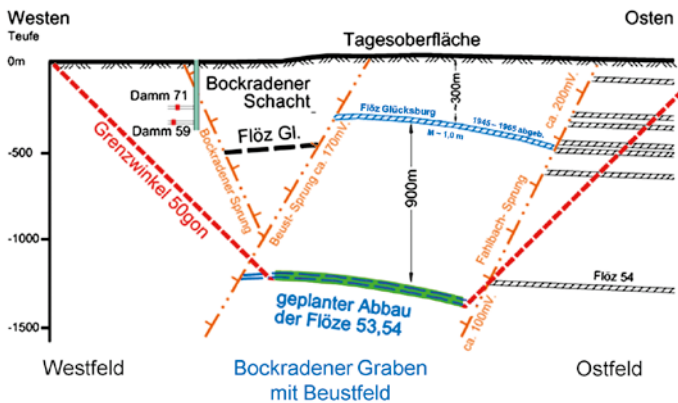 Westen
Osten
Teufe
Tagesoberfläche
0m
-500
-1000
-1500
Damm 71
Damm 59
Bockradener
Schacht
Flöz Gl.
Bockradener Sprung
Grenzwinkel 50gon
Beust- Sprung ca. 170mV.
~300m
Flöz Glücksburg
1945 – 1965 abgeb.
M ~ 1,0 m
900m
ca. 200mV.
Fahlbach- Sprung
ca. 100mV.
Flöz 54
geplanter Abbau
der Flöze 53,54
Westfeld
Bockradener Graben
mit Beustfeld
Ostfeld